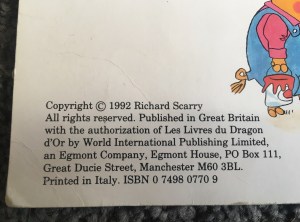 Copyright © 1992 Richard Scarry
All rights reserved. Published in Great Britain
with the authorization of Les Livres du Dragon
d'Or by World International Publishing Limited,
an Egmont Company, Egmont House, PO Box 111,
Great Ducie Street, Manchester M60 3BL.
Printed in Italy. ISBN 0 7498 0770 9